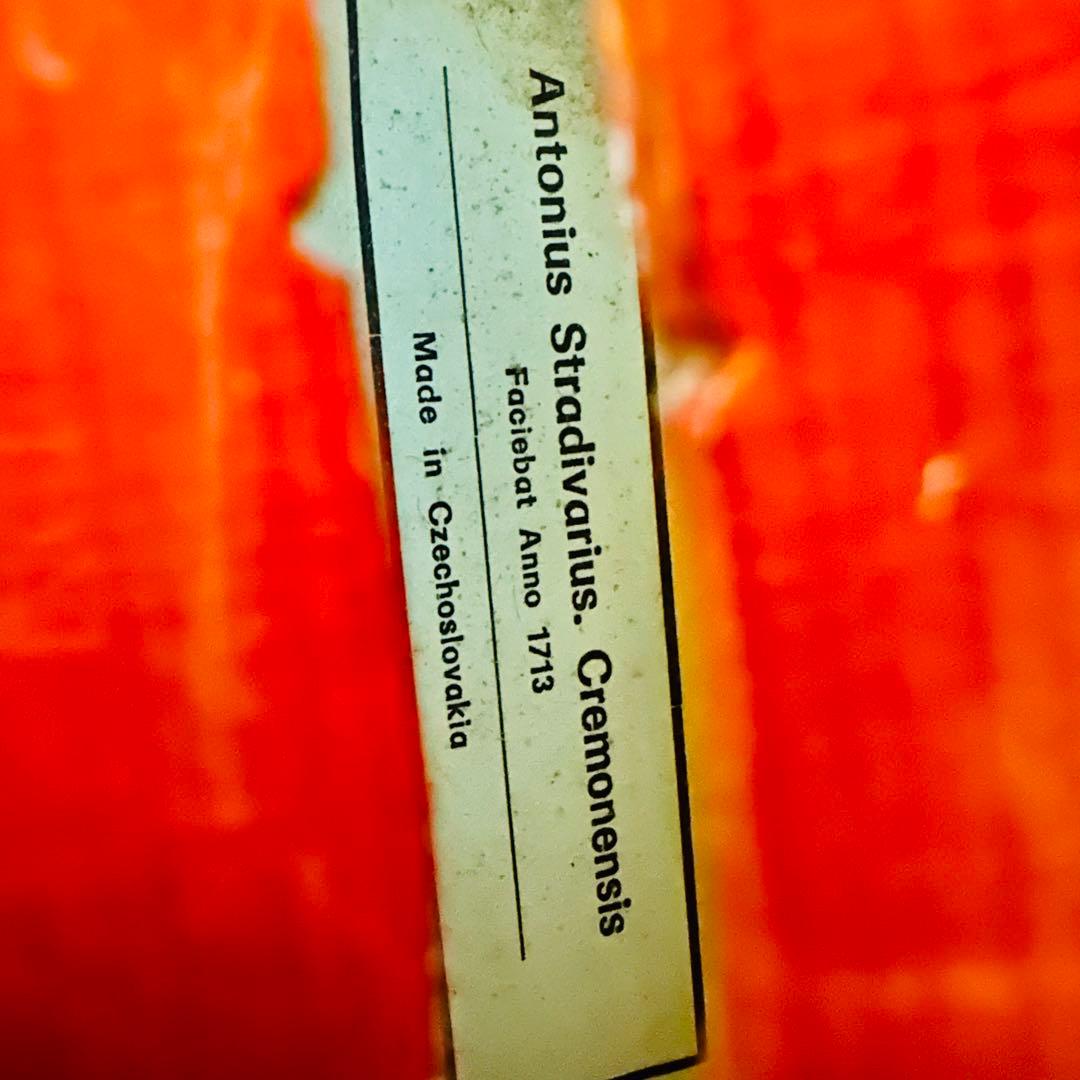 Antonius Stradivarius. Cremonensis
Faciebat Anno 1713
Made in Czechoslovakia